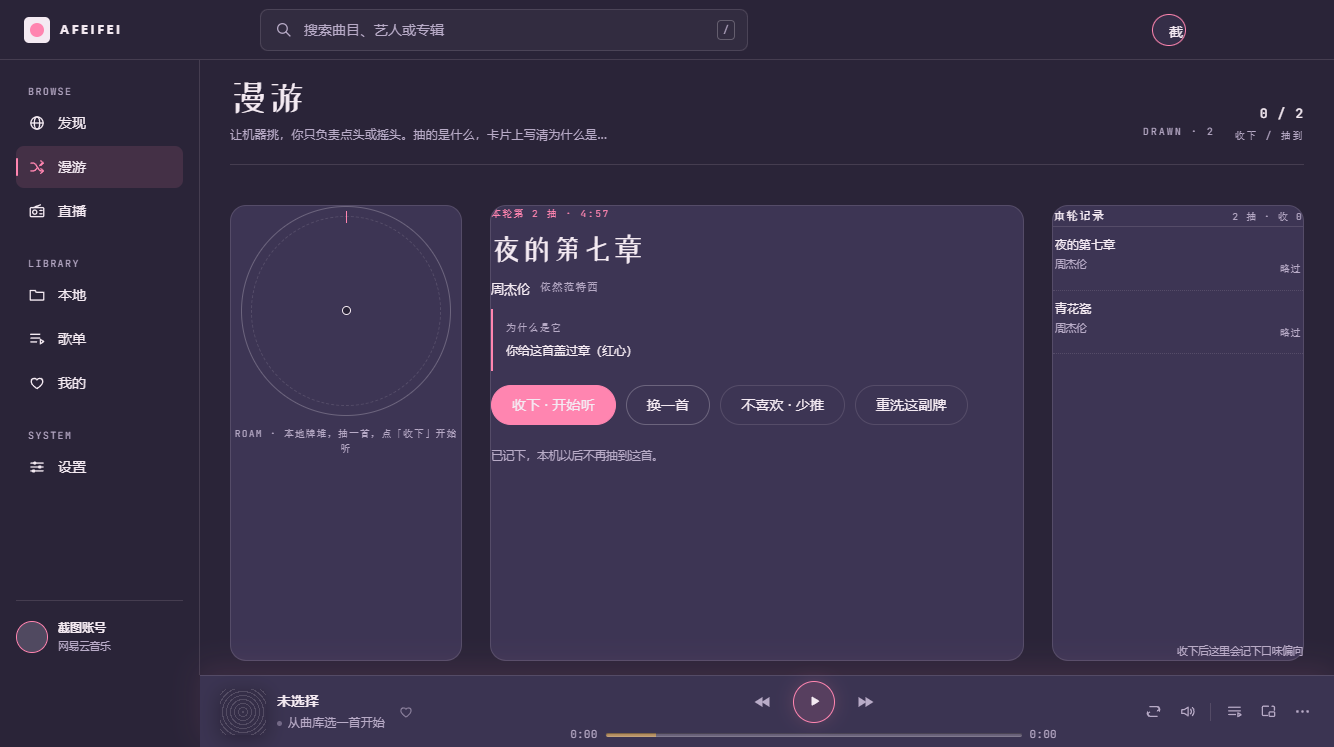 AFEIFEI
搜索曲目、艺人或专辑
/
截
BROWSE
发现
漫游
直播
LIBRARY
本地
歌单
我的
SYSTEM
设置
截图账号
网易云音乐
漫游
让机器挑，你只负责点头或摇头。抽的是什么，卡片上写清为什么是…
DRAWN · 2
0 / 2
收下 / 抽到
ROAM · 本地牌堆，抽一首，点「收下」开始
听
本轮第 2 抽 · 4:57
夜的第七章
周杰伦 依然范特西
为什么是它
你给这首盖过章（红心）
收下 · 开始听
换一首
不喜欢 · 少推
重洗这副牌
已记下，本机以后不再抽到这首。
本轮记录
2 抽 · 收 0
夜的第七章
周杰伦
略过
青花瓷
周杰伦
略过
收下后这里会记下口味偏向
未选择
从曲库选一首开始
0:00
0:00